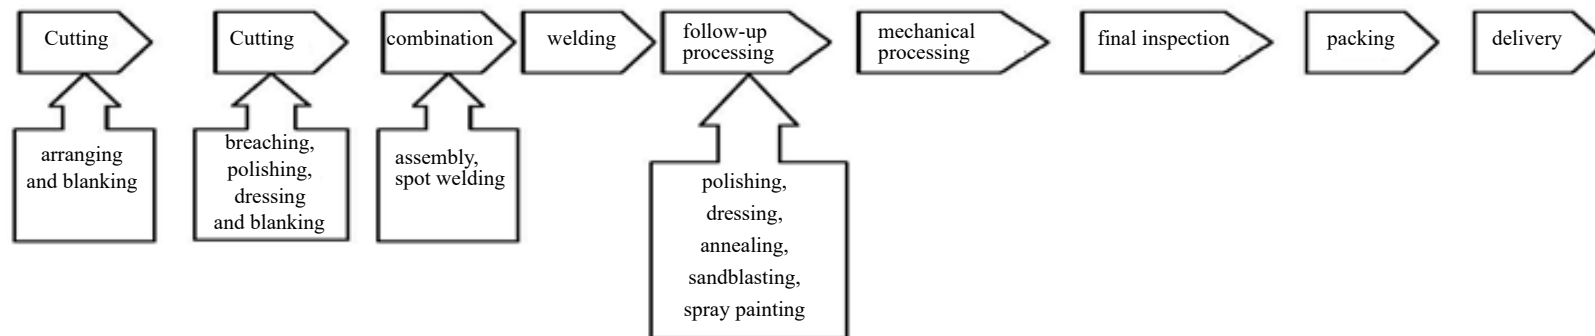 Cutting
Cutting
combination
welding
follow-up
processing
mechanical
processing
final inspection
packing
delivery
arranging
and blanking
breaching,
polishing,
dressing
and blanking
assembly,
spot welding
polishing,
dressing,
annealing,
sandblasting,
spray painting